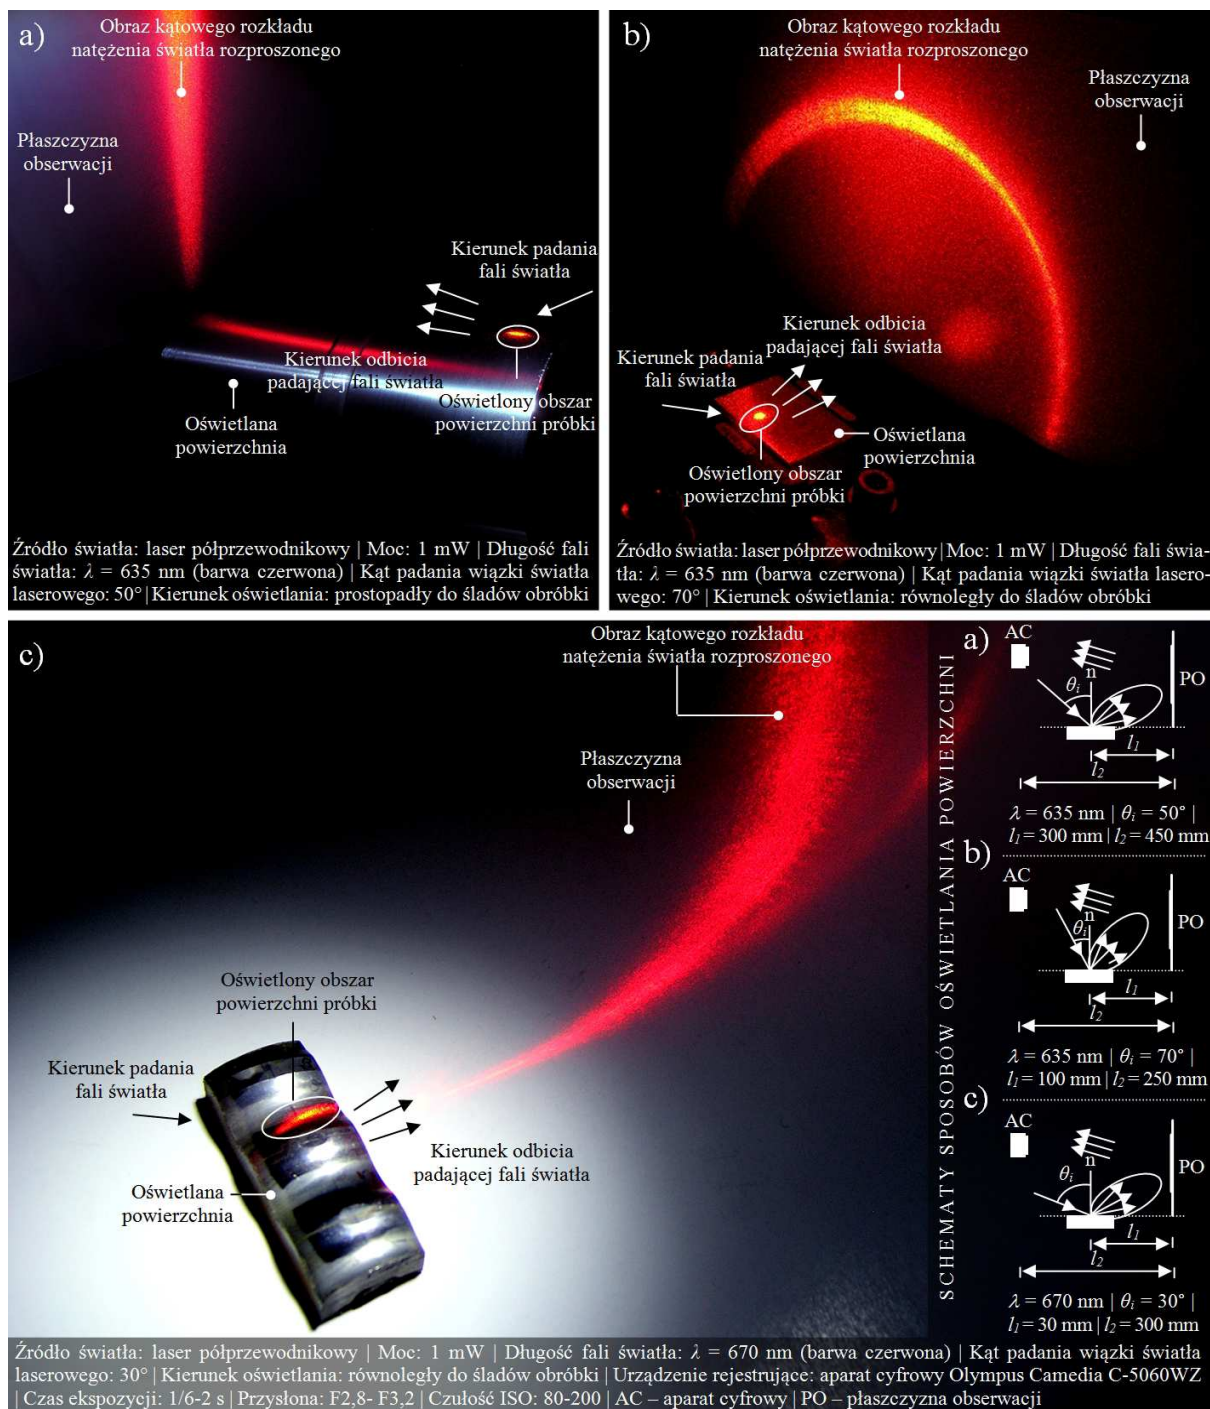 a)
Obraz kątowego rozkładu
natężenia światła rozproszonego
Płaszczyzna
obserwacji
Kierunek padania
fali światła
Kierunek odbicia
padającej fali światła
Oświetlony obszar
powierzchni próbki
Oświetlana
powierzchnia
Źródło światła: laser półprzewodnikowy | Moc: 1 mW | Długość fali
światła: λ = 635 nm (barwa czerwona) | Kąt padania wiązki światła
laserowego: 50° | Kierunek oświetlania: prostopadły do śladów obróbki
b)
Obraz kątowego rozkładu
natężenia światła rozproszonego
Płaszczyzna
obserwacji
Kierunek odbicia
padającej fali światła
Kierunek padania
fali światła
Oświetlana
powierzchnia
Oświetlony obszar
powierzchni próbki
Źródło światła: laser półprzewodnikowy | Moc: 1 mW | Długość fali świa-
tła: λ = 635 nm (barwa czerwona) | Kąt padania wiązki światła lasero-
wego: 70° | Kierunek oświetlania: równoległy do śladów obróbki
c)
Obraz kątowego rozkładu
natężenia światła rozproszonego
Płaszczyzna
obserwacji
Oświetlony obszar
powierzchni próbki
Kierunek padania
fali światła
Kierunek odbicia
padającej fali światła
Oświetlana
powierzchnia
SCHEMATY SPOSOBÓW OŚWIETLANIA POWIERZCHNI
a)
AC
n
θi
PO
l1
l2
λ = 635 nm | θi = 50° |
l1 = 300 mm | l2 = 450 mm
b)
AC
n
θi
PO
l1
l2
λ = 635 nm | θi = 70° |
l1 = 100 mm | l2 = 250 mm
c)
AC
n
θi
PO
l1
l2
λ = 670 nm | θi = 30° |
l1 = 30 mm | l2 = 300 mm
Źródło światła: laser półprzewodnikowy | Moc: 1 mW | Długość fali światła: λ = 670 nm (barwa czerwona) | Kąt padania wiązki światła
laserowego: 30° | Kierunek oświetlania: równoległy do śladów obróbki | Urządzenie rejestrujące: aparat cyfrowy Olympus Camedia C-5060WZ
| Czas ekspozycji: 1/6-2 s | Przysłona: F2,8- F3,2 | Czułość ISO: 80-200 | AC – aparat cyfrowy | PO – płaszczyzna obserwacji